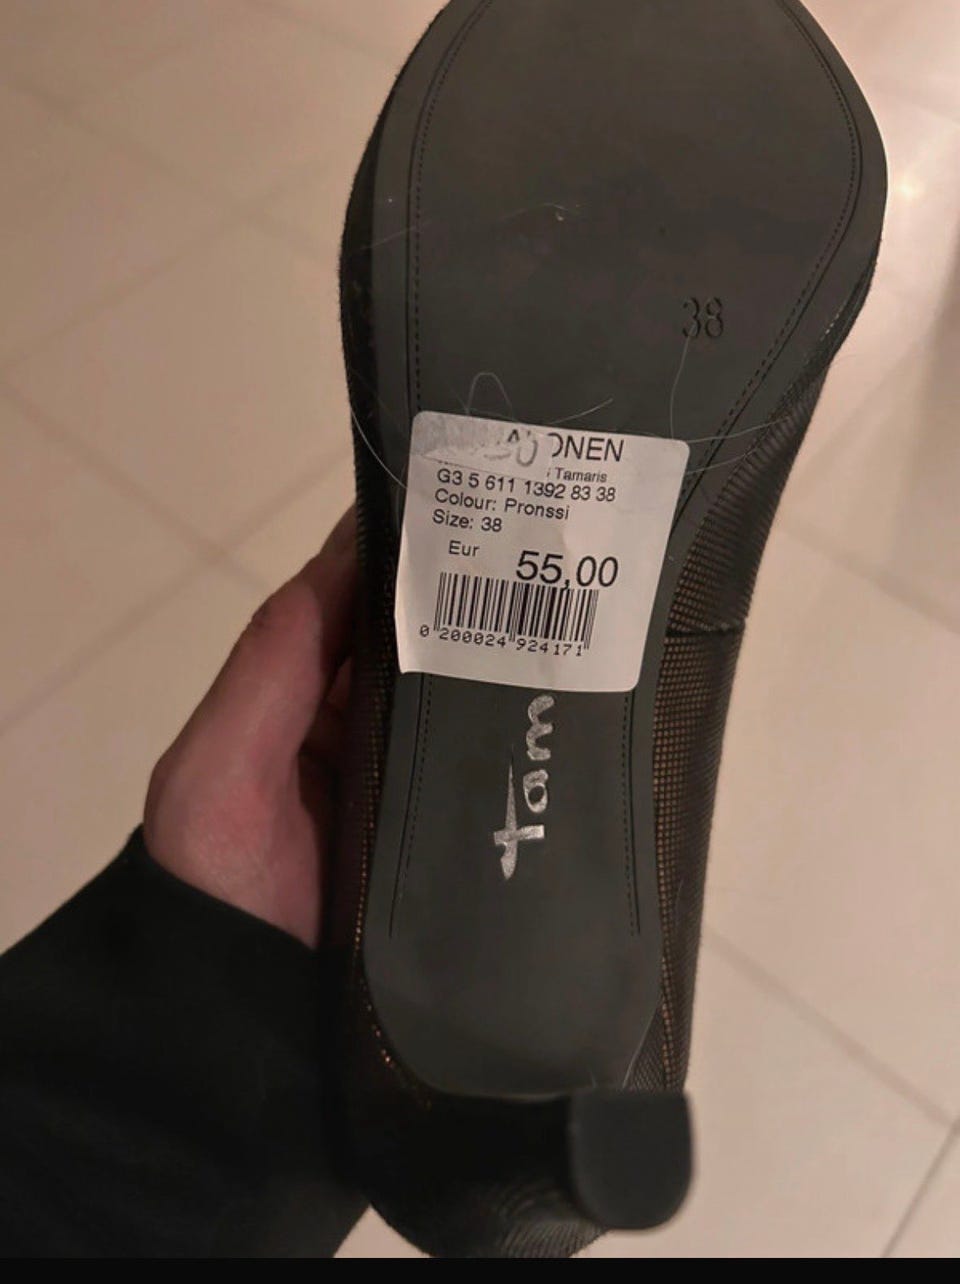 38
G3 5 611 1392 83 38
Tamaris
Colour: Pronssi
Size: 38
Eur 55,00
0 200024 924171
tam